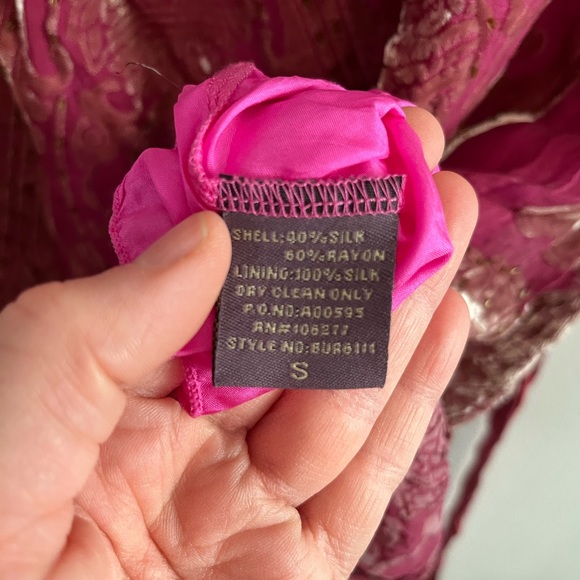 SHELL:40%SILK
60%RAYON
LINING:100%SILK
DRY CLEAN ONLY
P.O.NO:A00595
RN#106277
STYLE NO:BUR6111
S